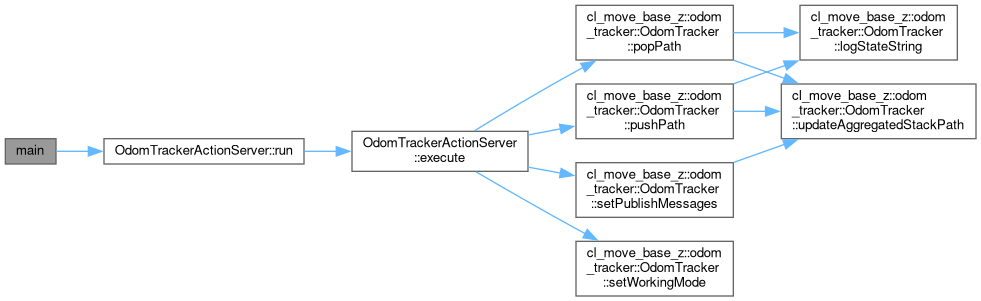 main
OdomTrackerActionServer::run
OdomTrackerActionServer
::execute
cl_move_base_z::odom
_tracker::OdomTracker
::popPath
cl_move_base_z::odom
_tracker::OdomTracker
::pushPath
cl_move_base_z::odom
_tracker::OdomTracker
::setPublishMessages
cl_move_base_z::odom
_tracker::OdomTracker
::setWorkingMode
cl_move_base_z::odom
_tracker::OdomTracker
::logStateString
cl_move_base_z::odom
_tracker::OdomTracker
::updateAggregatedStackPath